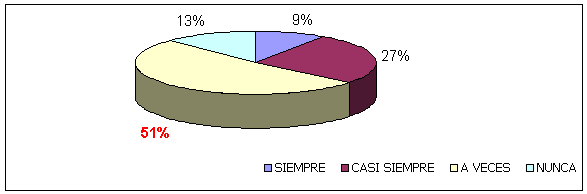 13% 9%
27%
51%
SIEMPRE CASI SIEMPRE A VECES NUNCA